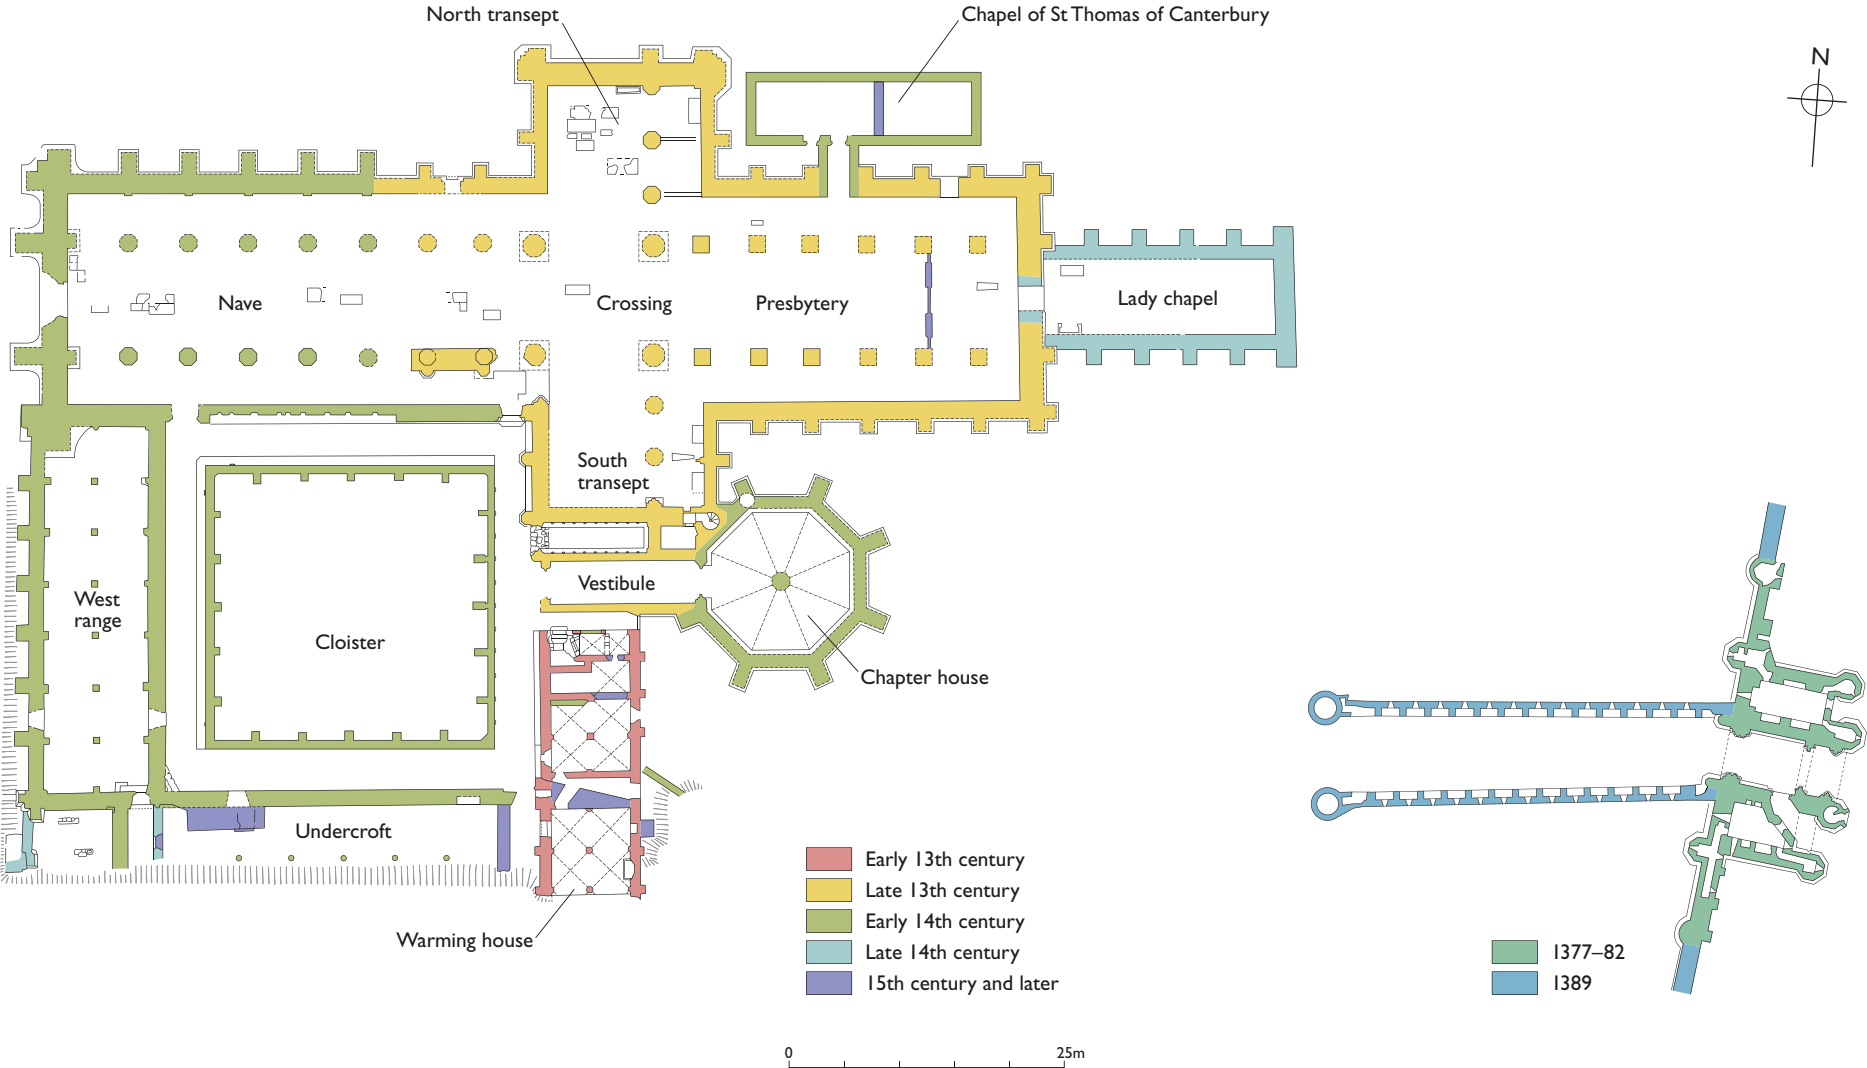 North transept
Chapel of St Thomas of Canterbury
N
Nave
Crossing
Presbytery
Lady chapel
South
transept
Vestibule
West
range
Cloister
Chapter house
Undercroft
Warming house
Early 13th century
Late 13th century
Early 14th century
Late 14th century
15th century and later
1377–82
1389
0
25m